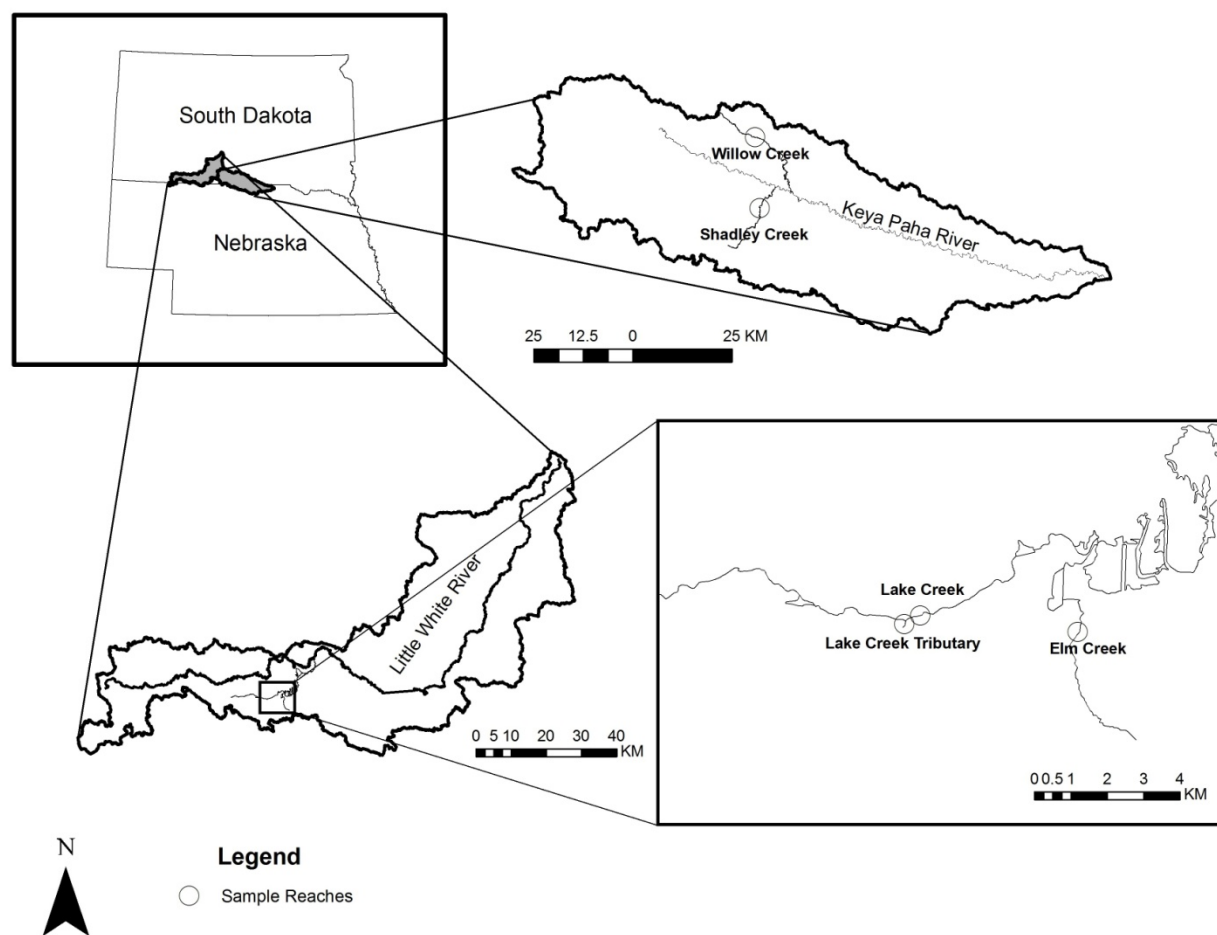 South Dakota
Nebraska
Willow Creek
Shadley Creek
Keya Paha River
25 12.5 0 25 KM
Little White River
0 5 10 20 30 40
KM
Lake Creek
Lake Creek Tributary
Elm Creek
0 0.5 1 2 3 4
KM
N
Legend
Sample Reaches